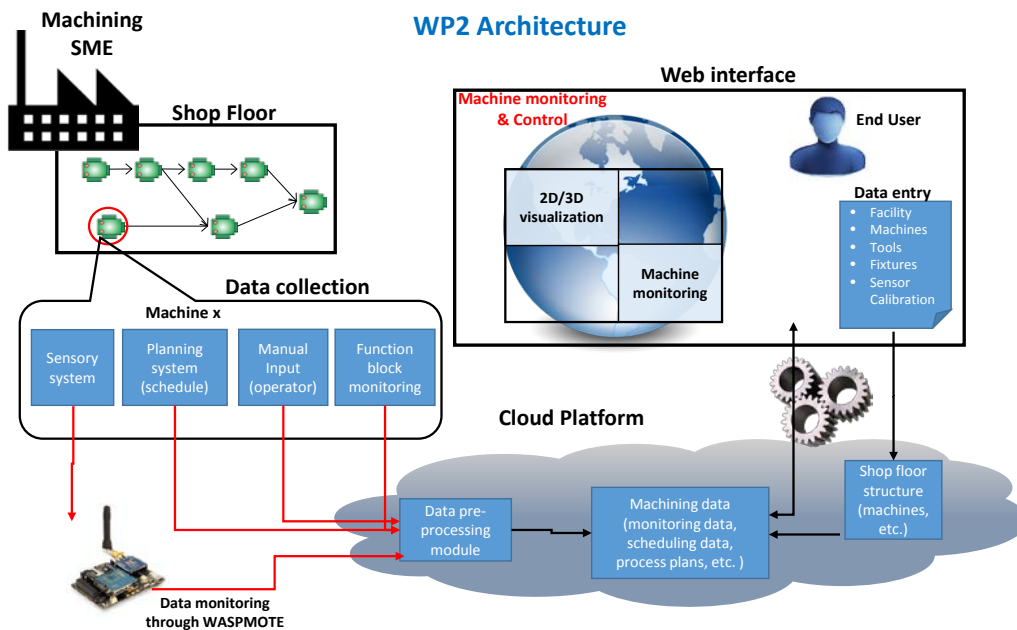 WP2 Architecture
Machining
SME
Shop Floor
Data collection
Machine x
Sensory
system
Planning
system
(schedule)
Manual
Input
(operator)
Function
block
monitoring
Data monitoring
through WASPMOTE
Web interface
Machine monitoring
& Control
2D/3D
visualization
Machine
monitoring
End User
Data entry
• Facility
• Machines
• Tools
• Fixtures
• Sensor
Calibration
Cloud Platform
Data pre-
processing
module
Machining data
(monitoring data,
scheduling data,
process plans, etc. )
Shop floor
structure
(machines,
etc.)